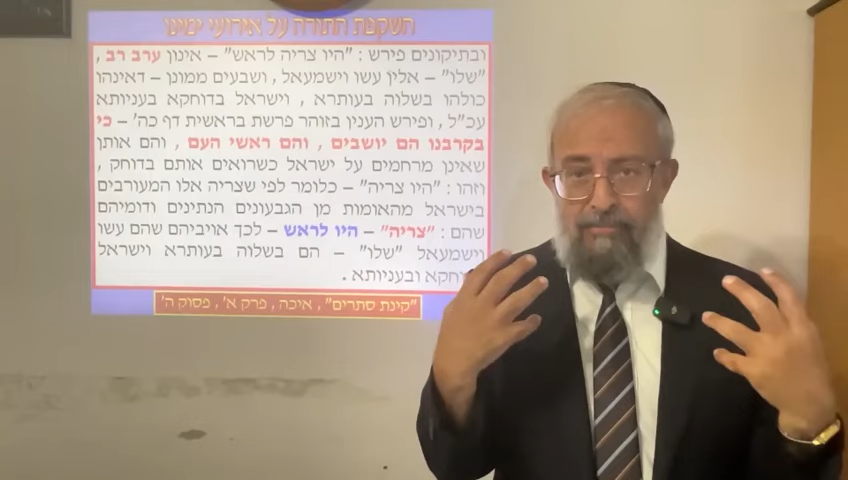 השקפת התורה על אירועי ימינו
ובתיקונים פירש : "היו צריה לראש" – אינון ערב רב ,
"שלו" – אלין עשו וישמעאל , ושבעים ממונן – דאינהו
כולהו בשלוה בעותרא , וישראל בדוחקא בעניותא
עכ"ל , ופירש הענין בזוהר פרשת בראשית דף כה' – כי
בקרבנו הם יושבים , והם ראשי העם , והם אותן
שאינן מרחמים על ישראל כשרואים אותם בדוחק ,
וזהו : "היו צריה" – כלומר לפי שצריה אלו המעורבים
בישראל מהאומות מן הגבעונים הנתינים ודומיהם
שהם : "צריה" – היו לראש – לכך אויביהם שהם עשו
וישמעאל "שלו" – הם בשלוה בעותרא וישראל
ובעניותא .
"קינת סתרים" , איכה , פרק א' , פסוק ה'